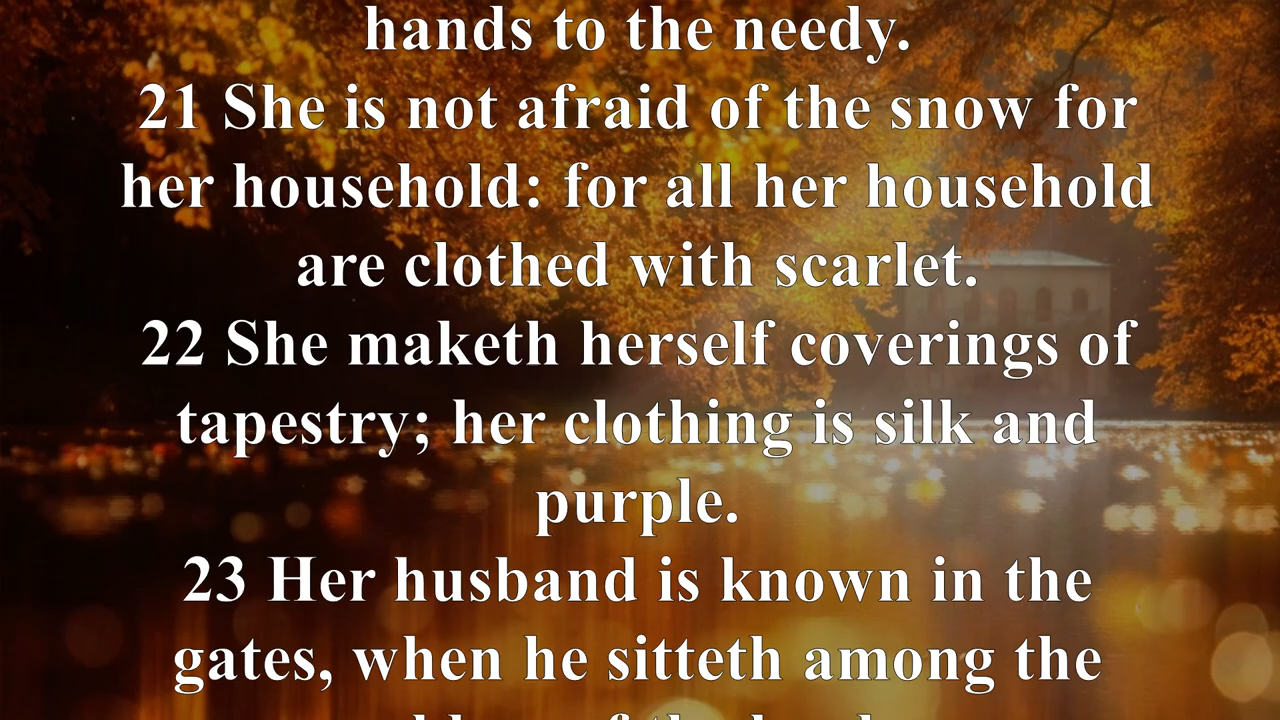 hands to the needy.
21 She is not afraid of the snow for
her household: for all her household
are clothed with scarlet.
22 She maketh herself coverings of
tapestry; her clothing is silk and
purple.
23 Her husband is known in the
gates, when he sitteth among the